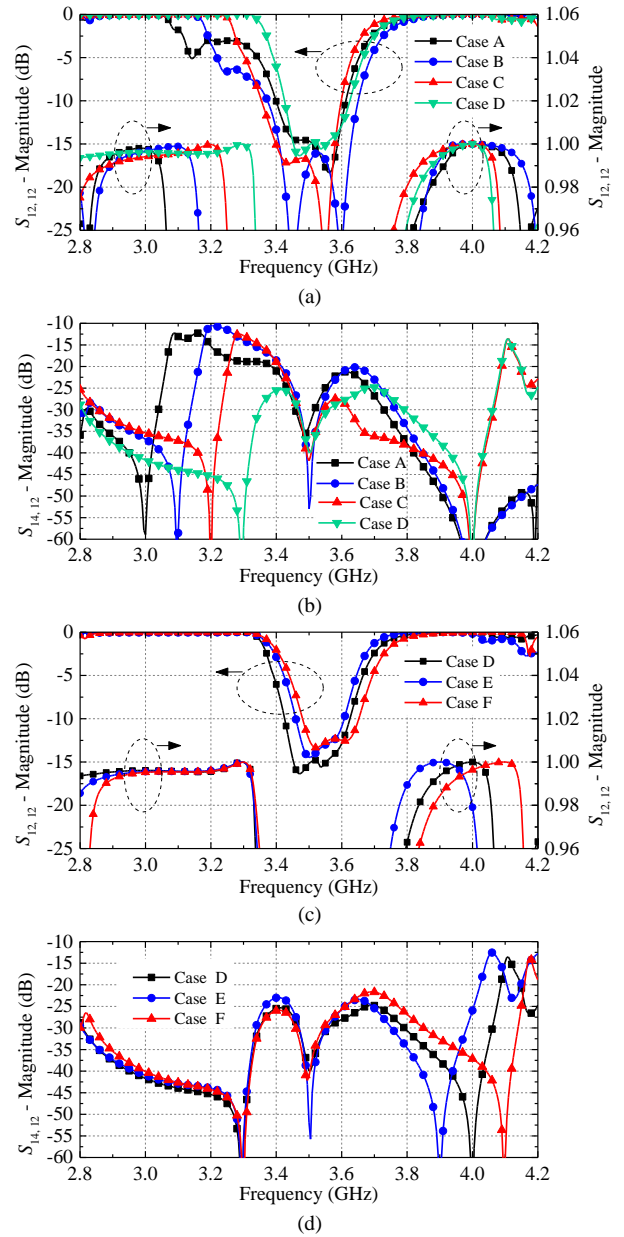 0
-5
-10
-15
-20
-25
1.06
1.04
1.02
1.00
0.98
0.96
S12, 12 - Magnitude (dB)
S12, 12 - Magnitude
Case A
Case B
Case C
Case D
2.8 3.0 3.2 3.4 3.6 3.8 4.0 4.2
Frequency (GHz)
(a)
-10
-15
-20
-25
-30
-35
-40
-45
-50
-55
-60
S14, 12 - Magnitude (dB)
Case A
Case B
Case C
Case D
2.8 3.0 3.2 3.4 3.6 3.8 4.0 4.2
Frequency (GHz)
(b)
0
-5
-10
-15
-20
-25
1.06
1.04
1.02
1.00
0.98
0.96
S12, 12 - Magnitude (dB)
S12, 12 - Magnitude
Case D
Case E
Case F
2.8 3.0 3.2 3.4 3.6 3.8 4.0 4.2
Frequency (GHz)
(c)
-10
-15
-20
-25
-30
-35
-40
-45
-50
-55
-60
S14, 12 - Magnitude (dB)
Case D
Case E
Case F
2.8 3.0 3.2 3.4 3.6 3.8 4.0 4.2
Frequency (GHz)
(d)